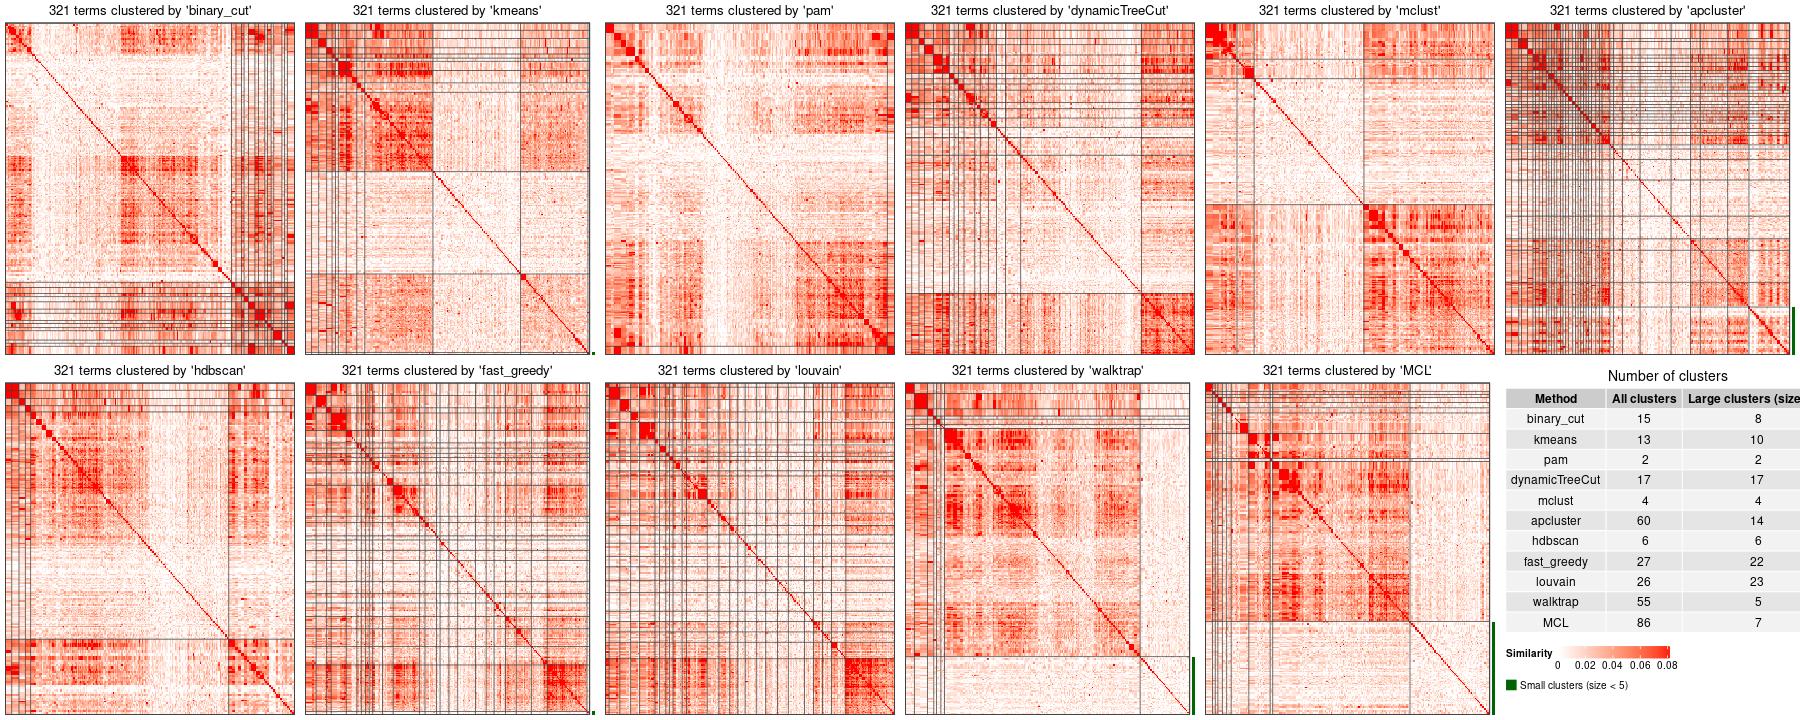 321 terms clustered by 'binary_cut'
321 terms clustered by 'kmeans'
321 terms clustered by 'pam'
321 terms clustered by 'dynamicTreeCut'
321 terms clustered by 'mclust'
321 terms clustered by 'apcluster'
321 terms clustered by 'hdbscan'
321 terms clustered by 'fast_greedy'
321 terms clustered by 'louvain'
321 terms clustered by 'walktrap'
321 terms clustered by 'MCL'
Number of clusters
Method All clusters Large clusters (size
binary_cut 15 8
kmeans 13 10
pam 2 2
dynamicTreeCut 17 17
mclust 4 4
apcluster 60 14
hdbscan 6 6
fast_greedy 27 22
louvain 26 23
walktrap 55 5
MCL 86 7
Similarity
0 0.02 0.04 0.06 0.08
Small clusters (size < 5)